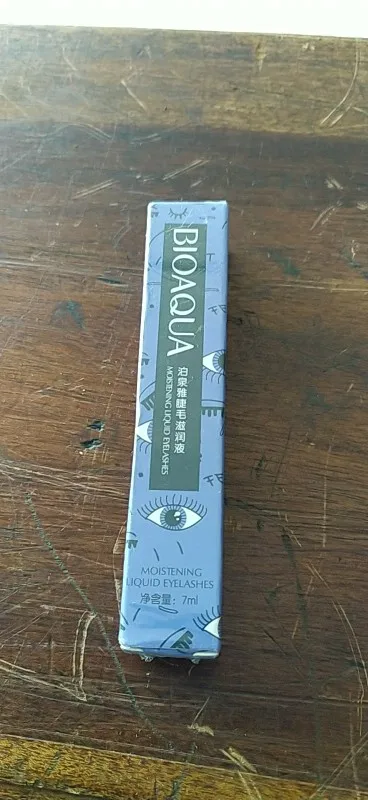 BIOAQUA
泊泉雅睫毛滋润液
MOISTENING LIQUID EYELASHES
MOISTENING
LIQUID EYELASHES
净含量：7ml